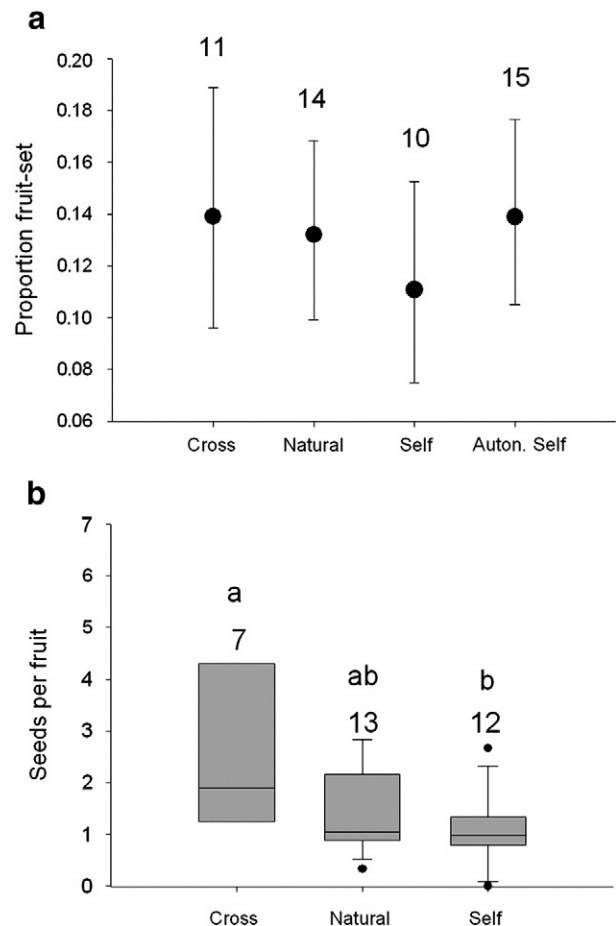 a
11
14
10
15
Proportion fruit-set
0.20
0.18
0.16
0.14
0.12
0.10
0.08
0.06
Cross Natural Self Auton. Self
b
Seeds per fruit
7
6
5
4
3
2
1
0
a
7
ab
13
b
12
Cross Natural Self